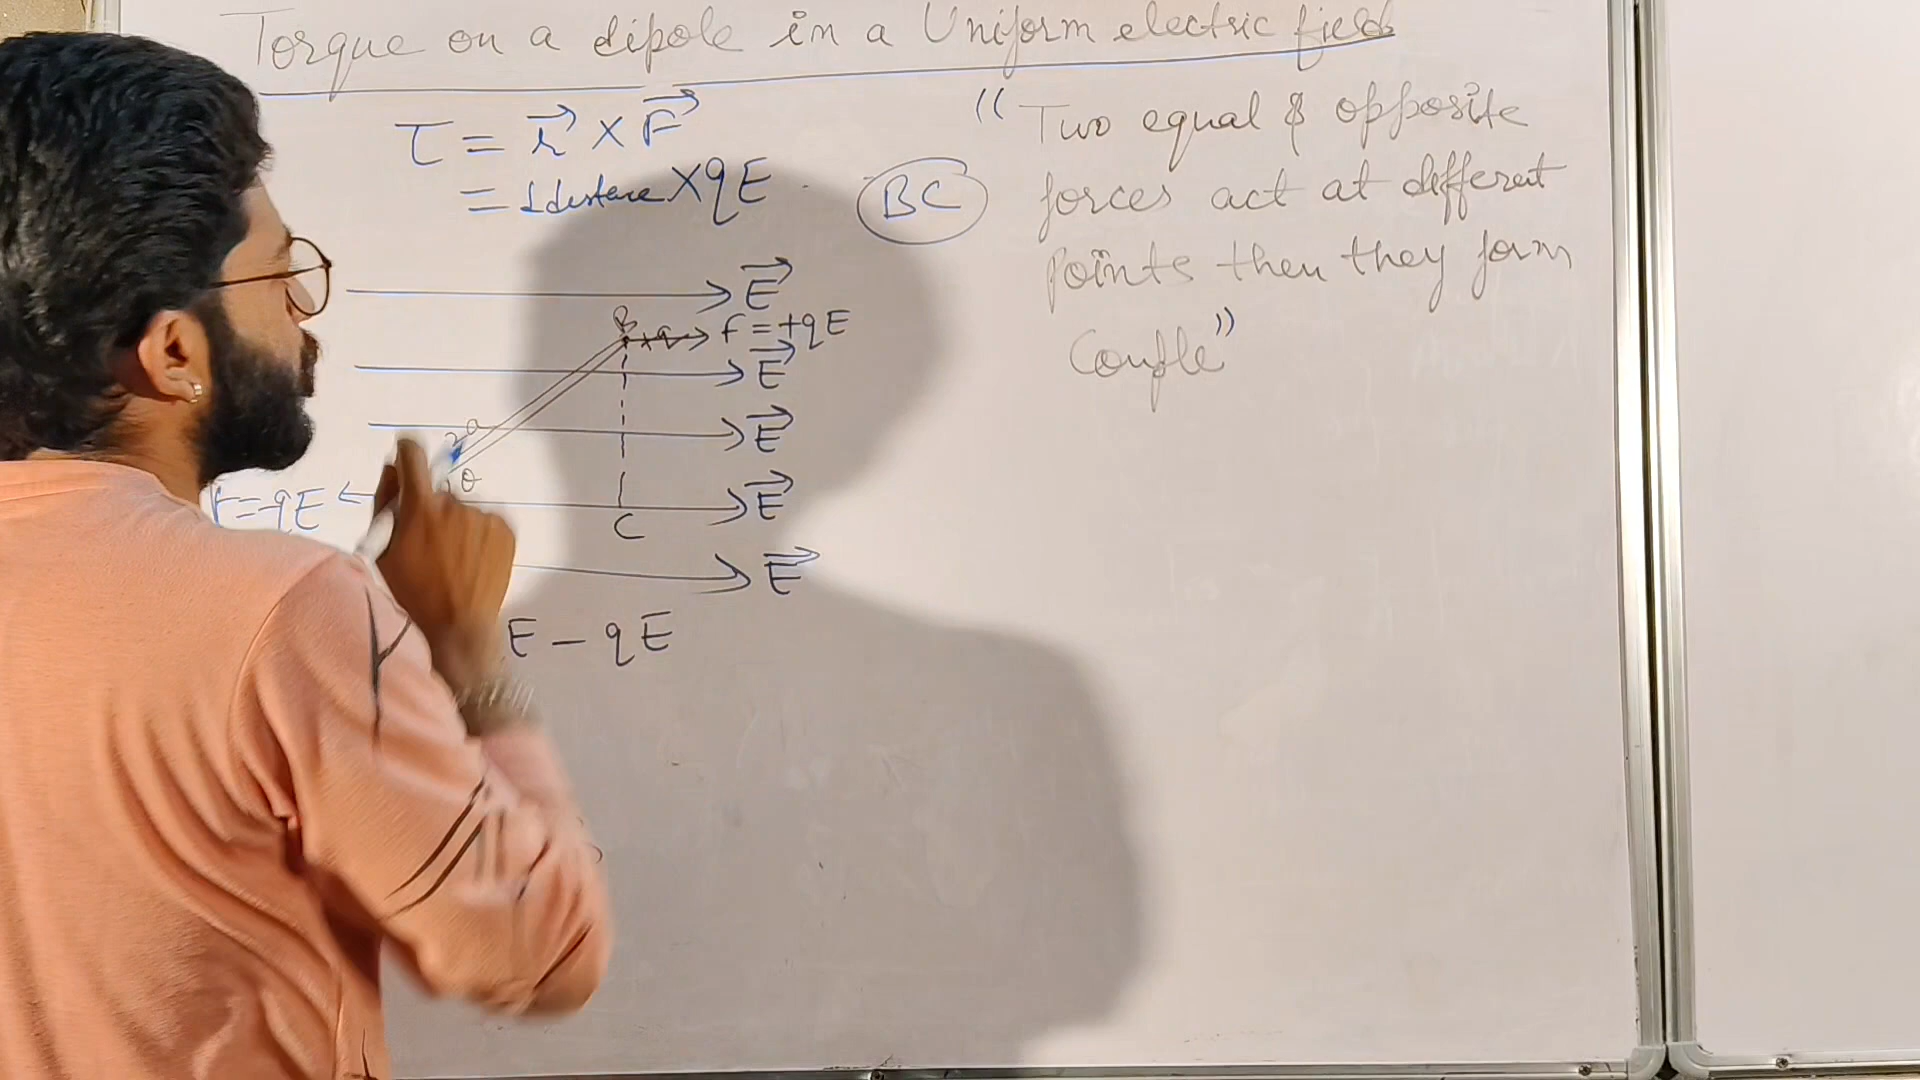 Torque on a dipole in a Uniform electric field
τ = r⃗ × F⃗
= ⊥distance × qE
BC
" Two equal & opposite
forces act at different
points then they form
Couple "
E⃗
B
+q
f = +qE
E⃗
2a
E⃗
θ
F = -qE
E⃗
C
E⃗
E - qE